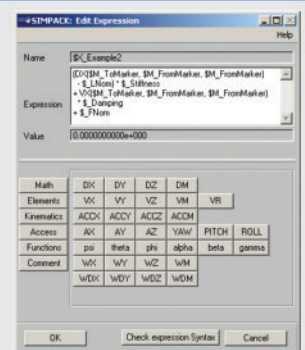 SIMPACK: Edit Expression
Help
Name $X_Example2
(DX($M_ToMarker, $M_FromMarker, $M_FromMarker)
- $_LNom) * $_Stiffness
+ VX($M_ToMarker, $M_FromMarker, $M_FromMarker)
* $_Damping
+ $_FNom
Expression
Value 0.0000000000e+000
Math DX DY DZ DM
Elements VX VY VZ VM VR
Kinematics ACCX ACCY ACCZ ACCM
Access AX AY AZ YAW PITCH ROLL
Functions psi theta phi alpha beta gamma
Comment WX WY WZ WM
WDX WDY WDZ WDM
OK Check expression Syntax Cancel